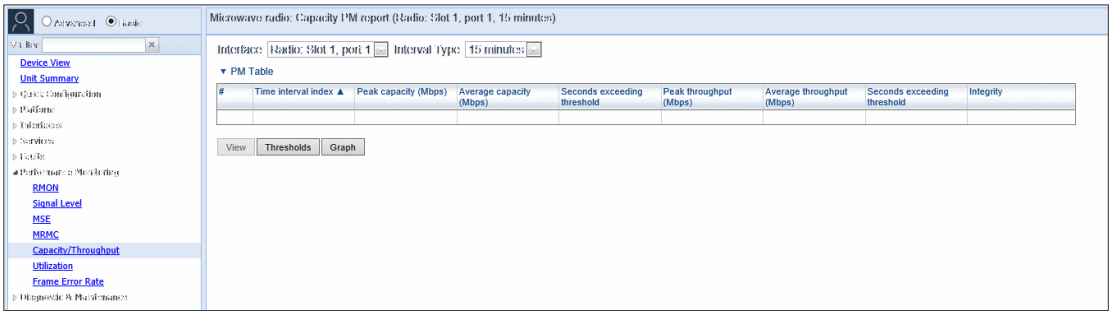 Advanced Basic
Filter
Device View
Unit Summary
Quick Configuration
Platform
Interfaces
Services
Faults
Performance Monitoring
RMON
Signal Level
MSE
MRMC
Capacity/Throughput
Utilization
Frame Error Rate
Diagnostic & Maintenance
Microwave radio: Capacity PM report (Radio: Slot 1, port 1, 15 minutes)
Interface Radio: Slot 1, port 1 Interval Type 15 minutes
▼ PM Table
# Time interval index ▲ Peak capacity (Mbps) Average capacity (Mbps) Seconds exceeding threshold Peak throughput (Mbps) Average throughput (Mbps) Seconds exceeding threshold Integrity
View Thresholds Graph